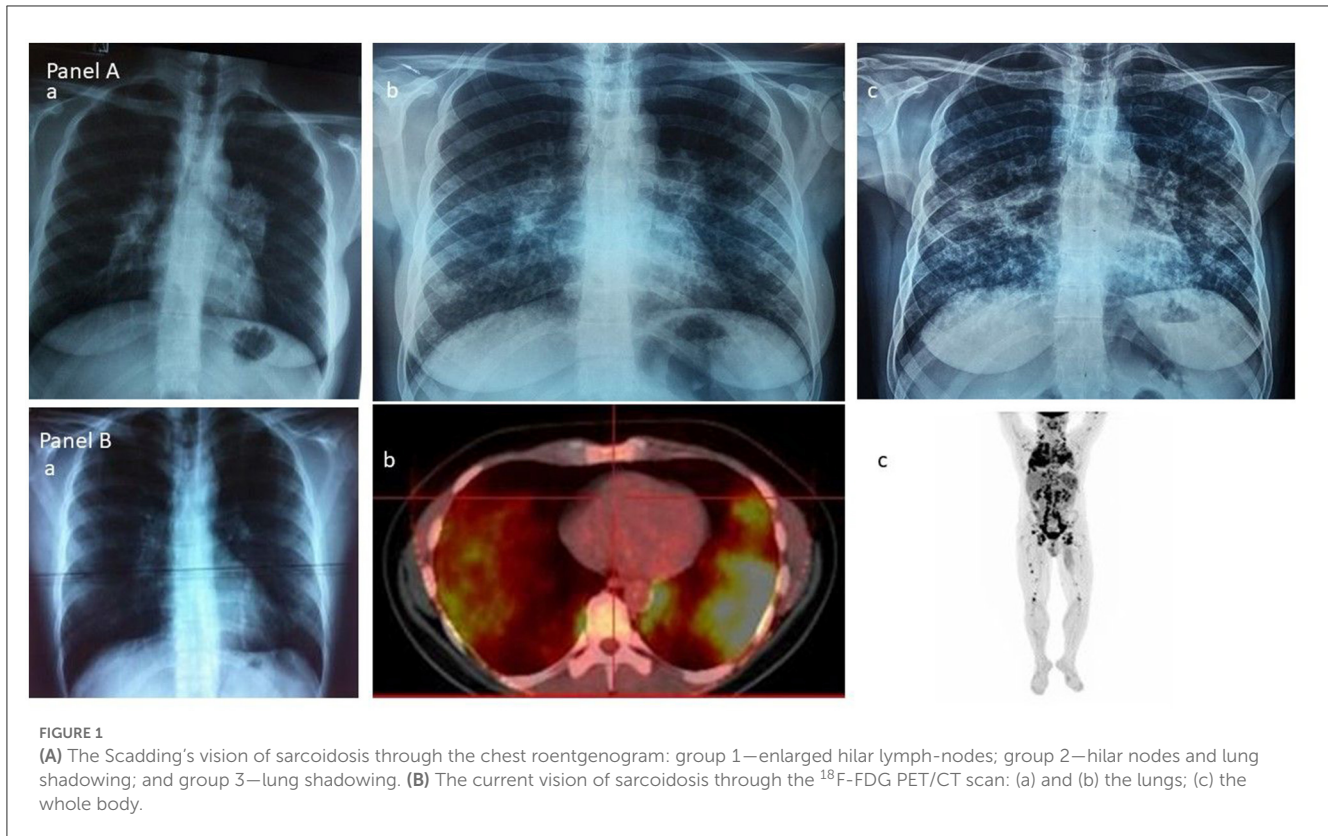 Panel A
a
b
c
Panel B
a
b
c
FIGURE 1
(A) The Scadding's vision of sarcoidosis through the chest roentgenogram: group 1—enlarged hilar lymph-nodes; group 2—hilar nodes and lung
shadowing; and group 3—lung shadowing. (B) The current vision of sarcoidosis through the ¹⁸F-FDG PET/CT scan: (a) and (b) the lungs; (c) the
whole body.